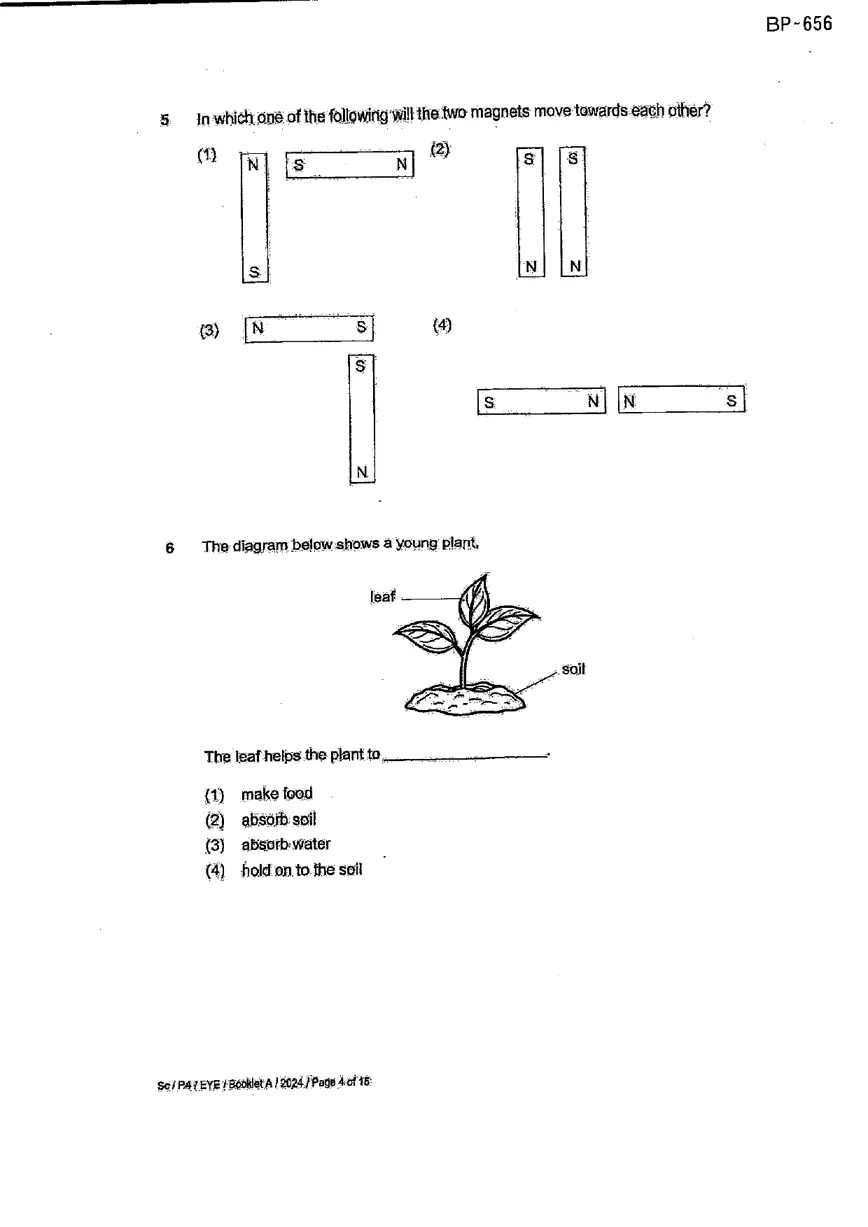 BP-656
5 In which one of the following will the two magnets move towards each other?
(1) N S N (2) S S
S N N
(3) N S (4)
S
S N N S
N
6 The diagram below shows a young plant.
leaf
soil
The leaf helps the plant to ____________.
(1) make food
(2) absorb soil
(3) absorb water
(4) hold on to the soil
Sc / P4 / EYE / Booklet A / 2024 / Page 4 of 18